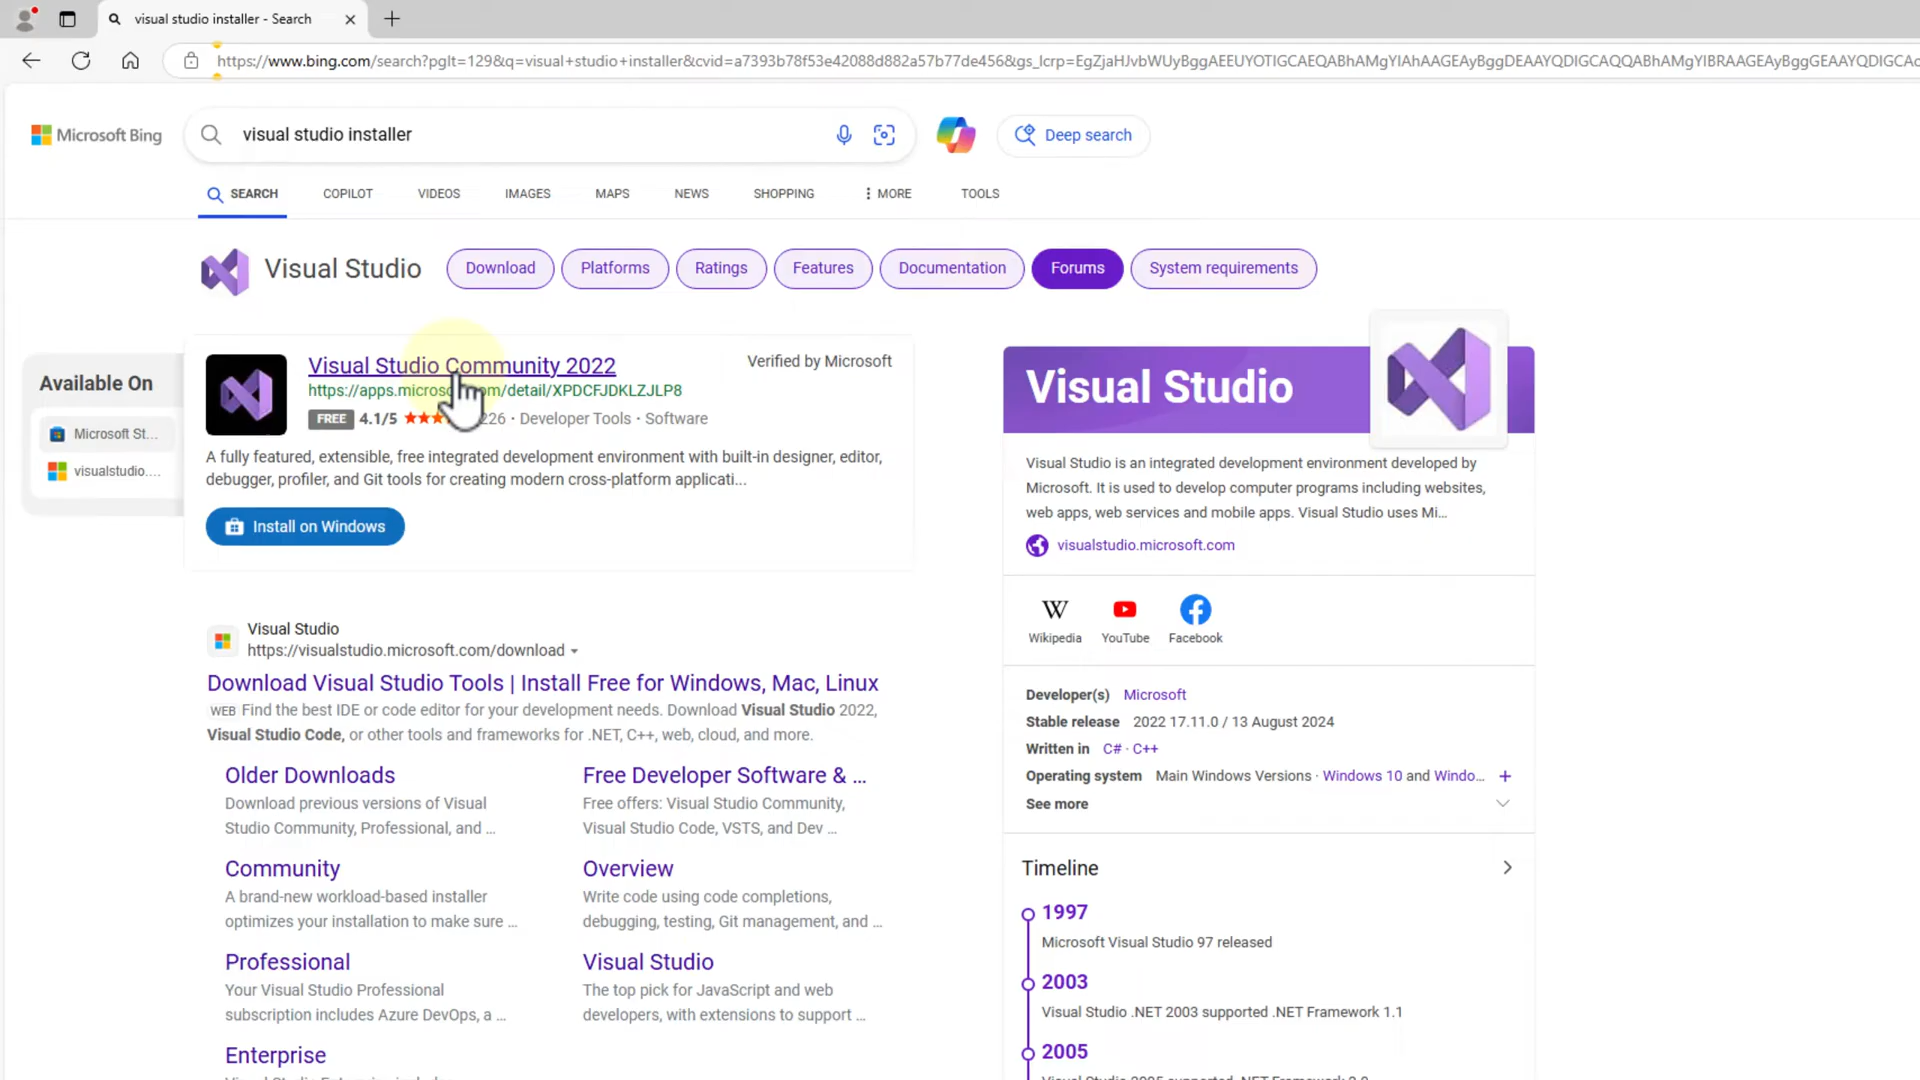 visual studio installer - Search
https://www.bing.com/search?pglt=129&q=visual+studio+installer&cvid=a7393b78f53e42088d882a57b77de456&gs_lcrp=EgZjaHJvbWUyBggAEEUYOTIGCAEQABhAMgYIAhAAGEAyBggDEAAYQDIGCAQQABhAMgYIBRAAGEAyBggGEAAYQDIGCAc
Microsoft Bing
visual studio installer
Deep search
SEARCH
COPILOT
VIDEOS
IMAGES
MAPS
NEWS
SHOPPING
MORE
TOOLS
Visual Studio
Download
Platforms
Ratings
Features
Documentation
Forums
System requirements
Available On
Microsoft St...
visualstudio....
Visual Studio Community 2022
Verified by Microsoft
https://apps.microso om/detail/XPDCFJDKLZJLP8
FREE 4.1/5 226 · Developer Tools · Software
A fully featured, extensible, free integrated development environment with built-in designer, editor,
debugger, profiler, and Git tools for creating modern cross-platform applicati...
Install on Windows
Visual Studio
https://visualstudio.microsoft.com/download
Download Visual Studio Tools | Install Free for Windows, Mac, Linux
WEB Find the best IDE or code editor for your development needs. Download Visual Studio 2022,
Visual Studio Code, or other tools and frameworks for .NET, C++, web, cloud, and more.
Older Downloads
Download previous versions of Visual
Studio Community, Professional, and ...
Free Developer Software & ...
Free offers: Visual Studio Community,
Visual Studio Code, VSTS, and Dev ...
Community
A brand-new workload-based installer
optimizes your installation to make sure ...
Overview
Write code using code completions,
debugging, testing, Git management, and ...
Professional
Your Visual Studio Professional
subscription includes Azure DevOps, a ...
Visual Studio
The top pick for JavaScript and web
developers, with extensions to support ...
Enterprise
Visual Studio
Visual Studio is an integrated development environment developed by
Microsoft. It is used to develop computer programs including websites,
web apps, web services and mobile apps. Visual Studio uses Mi...
visualstudio.microsoft.com
W
Wikipedia
YouTube
Facebook
Developer(s) Microsoft
Stable release 2022 17.11.0 / 13 August 2024
Written in C# · C++
Operating system Main Windows Versions · Windows 10 and Windo...
See more
Timeline
1997
Microsoft Visual Studio 97 released
2003
Visual Studio .NET 2003 supported .NET Framework 1.1
2005